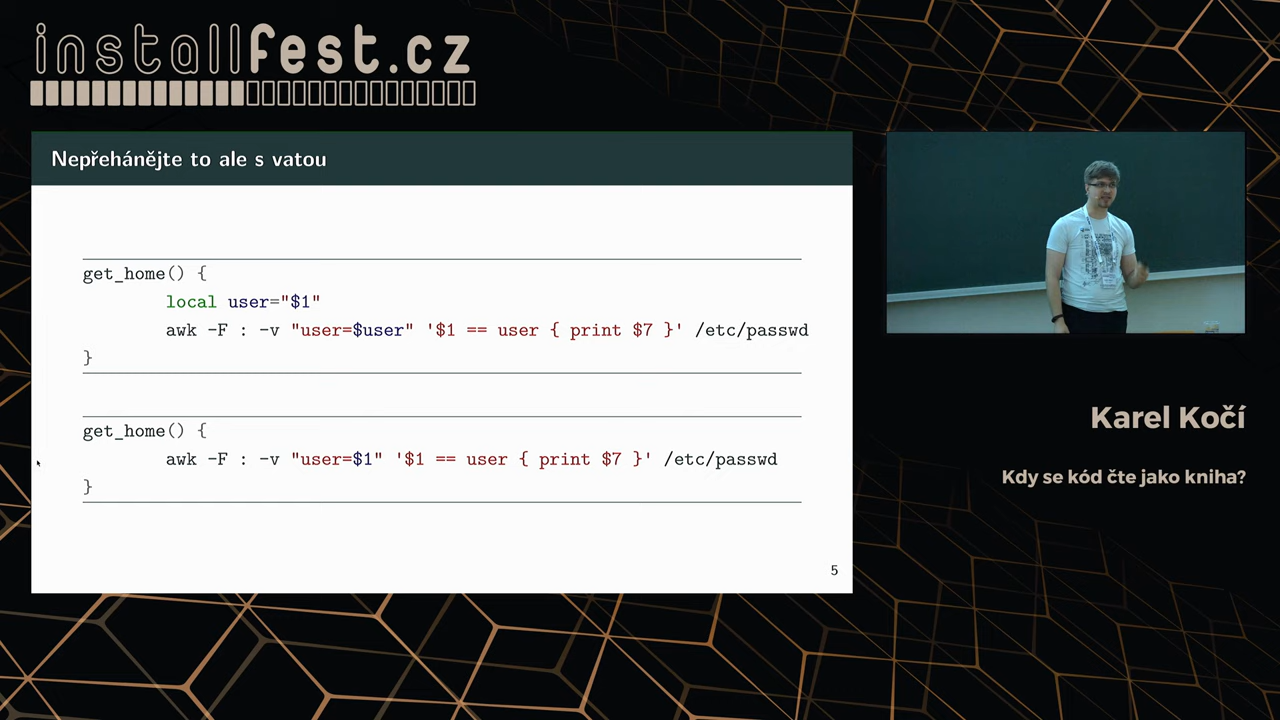 installfest.cz
Nepřehánějte to ale s vatou
get_home() {
local user="$1"
awk -F : -v "user=$user" '$1 == user { print $7 }' /etc/passwd
}
get_home() {
awk -F : -v "user=$1" '$1 == user { print $7 }' /etc/passwd
}
5
Karel Kočí
Kdy se kód čte jako kniha?